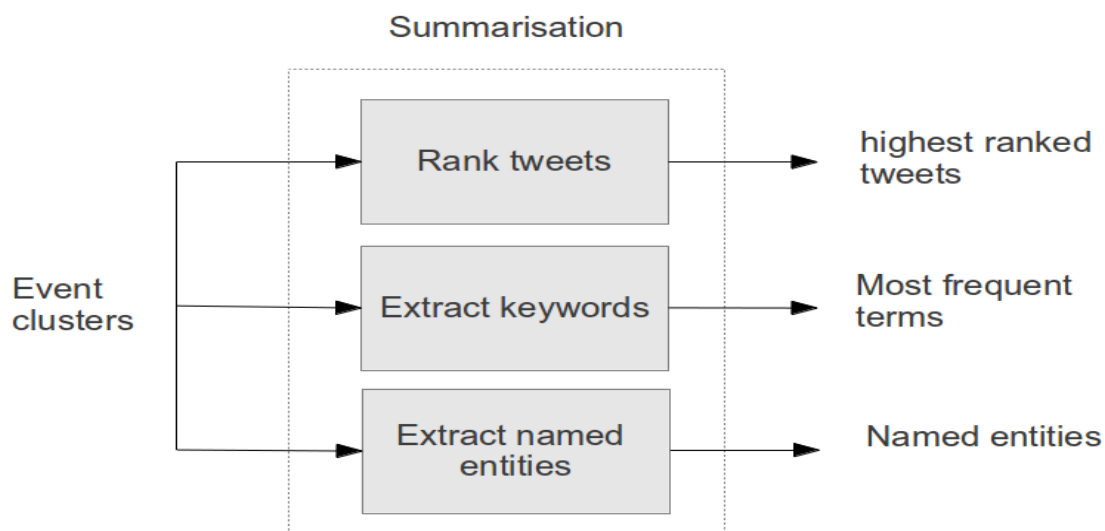 Summarisation
Rank tweets
highest ranked
tweets
Event
clusters
Extract keywords
Most frequent
terms
Extract named
entities
Named entities